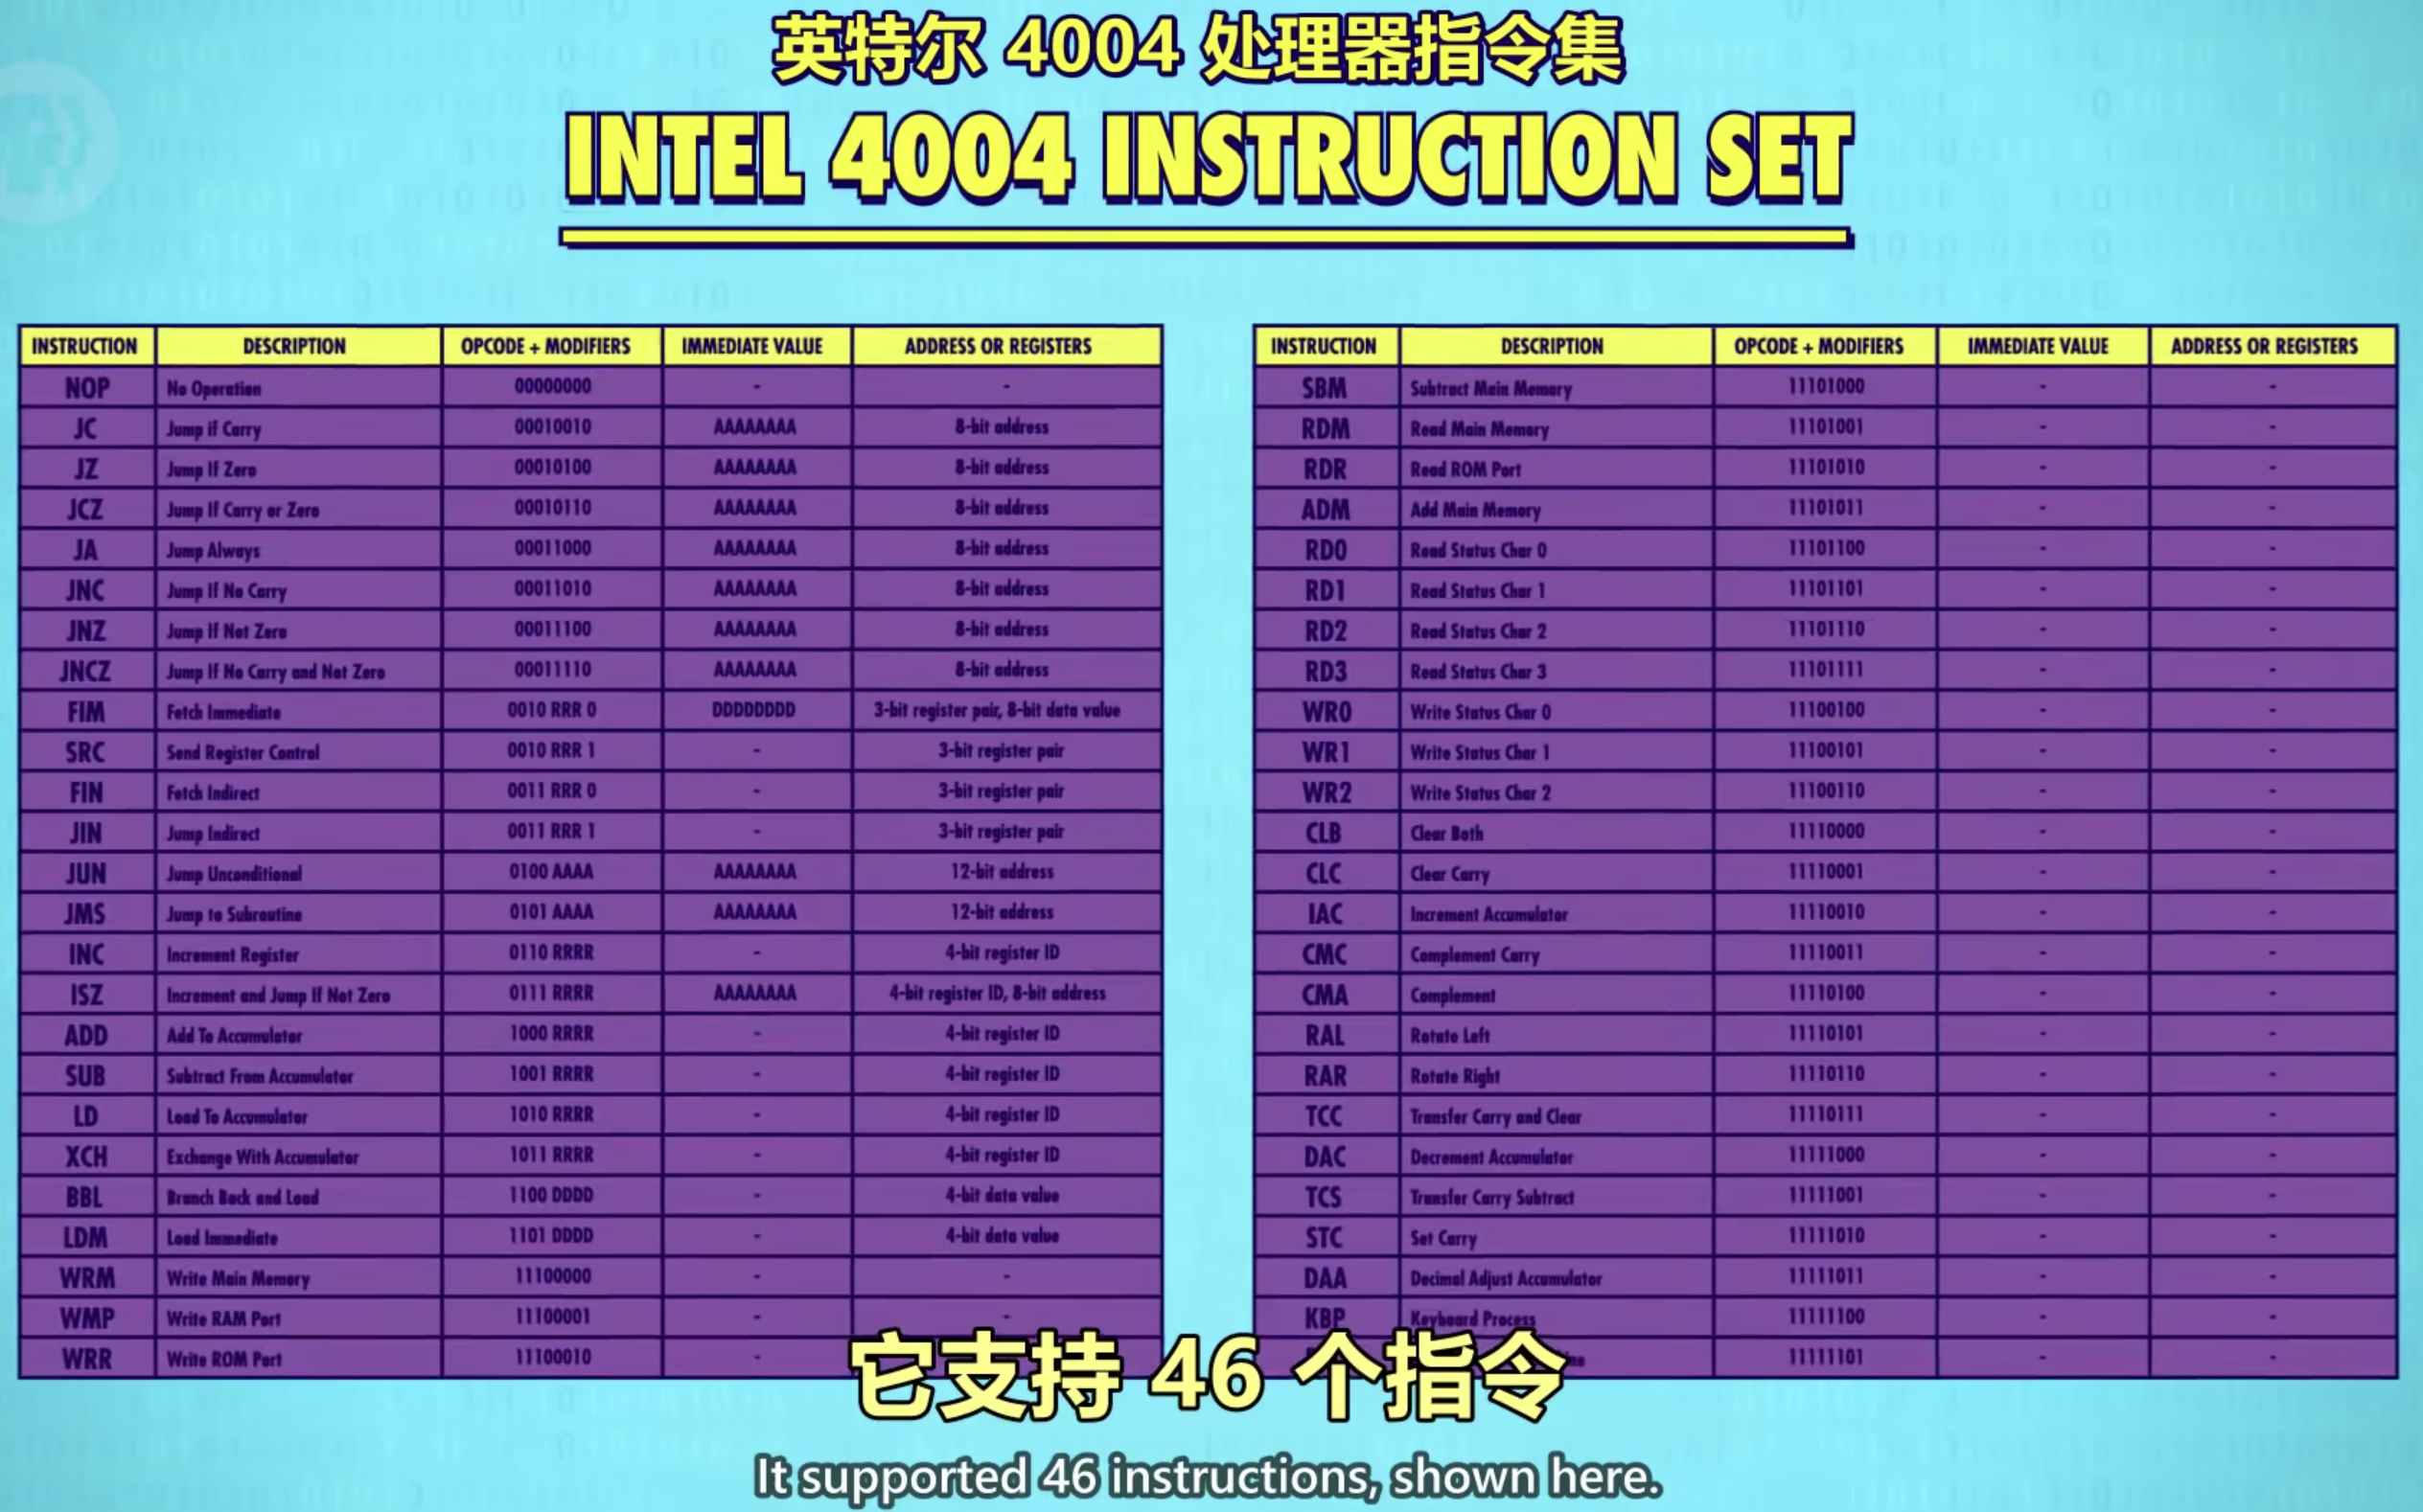 英特尔 4004 处理器指令集
INTEL 4004 INSTRUCTION SET
INSTRUCTION DESCRIPTION OPCODE + MODIFIERS IMMEDIATE VALUE ADDRESS OR REGISTERS
NOP No Operation 00000000 - -
JC Jump if Carry 00010010 AAAAAAAA 8-bit address
JZ Jump If Zero 00010100 AAAAAAAA 8-bit address
JCZ Jump If Carry or Zero 00010110 AAAAAAAA 8-bit address
JA Jump Always 00011000 AAAAAAAA 8-bit address
JNC Jump If No Carry 00011010 AAAAAAAA 8-bit address
JNZ Jump If Not Zero 00011100 AAAAAAAA 8-bit address
JNCZ Jump If No Carry and Not Zero 00011110 AAAAAAAA 8-bit address
FIM Fetch Immediate 0010 RRR 0 DDDDDDDD 3-bit register pair, 8-bit data value
SRC Send Register Control 0010 RRR 1 - 3-bit register pair
FIN Fetch Indirect 0011 RRR 0 - 3-bit register pair
JIN Jump Indirect 0011 RRR 1 - 3-bit register pair
JUN Jump Unconditional 0100 AAAA AAAAAAAA 12-bit address
JMS Jump to Subroutine 0101 AAAA AAAAAAAA 12-bit address
INC Increment Register 0110 RRRR - 4-bit register ID
ISZ Increment and Jump If Not Zero 0111 RRRR AAAAAAAA 4-bit register ID, 8-bit address
ADD Add To Accumulator 1000 RRRR - 4-bit register ID
SUB Subtract From Accumulator 1001 RRRR - 4-bit register ID
LD Load To Accumulator 1010 RRRR - 4-bit register ID
XCH Exchange With Accumulator 1011 RRRR - 4-bit register ID
BBL Branch Back and Load 1100 DDDD - 4-bit data value
LDM Load Immediate 1101 DDDD - 4-bit data value
WRM Write Main Memory 11100000 - -
WMP Write RAM Port 11100001 - -
WRR Write ROM Port 11100010 -
INSTRUCTION DESCRIPTION OPCODE + MODIFIERS IMMEDIATE VALUE ADDRESS OR REGISTERS
SBM Subtract Main Memory 11101000 - -
RDM Read Main Memory 11101001 - -
RDR Read ROM Port 11101010 - -
ADM Add Main Memory 11101011 - -
RD0 Read Status Char 0 11101100 - -
RD1 Read Status Char 1 11101101 - -
RD2 Read Status Char 2 11101110 - -
RD3 Read Status Char 3 11101111 - -
WR0 Write Status Char 0 11100100 - -
WR1 Write Status Char 1 11100101 - -
WR2 Write Status Char 2 11100110 - -
CLB Clear Both 11110000 - -
CLC Clear Carry 11110001 - -
IAC Increment Accumulator 11110010 - -
CMC Complement Carry 11110011 - -
CMA Complement 11110100 - -
RAL Rotate Left 11110101 - -
RAR Rotate Right 11110110 - -
TCC Transfer Carry and Clear 11110111 - -
DAC Decrement Accumulator 11111000 - -
TCS Transfer Carry Subtract 11111001 - -
STC Set Carry 11111010 - -
DAA Decimal Adjust Accumulator 11111011 - -
KBP Keyboard Process 11111100 - -
11111101 - -
它支持 46 个指令
It supported 46 instructions, shown here.